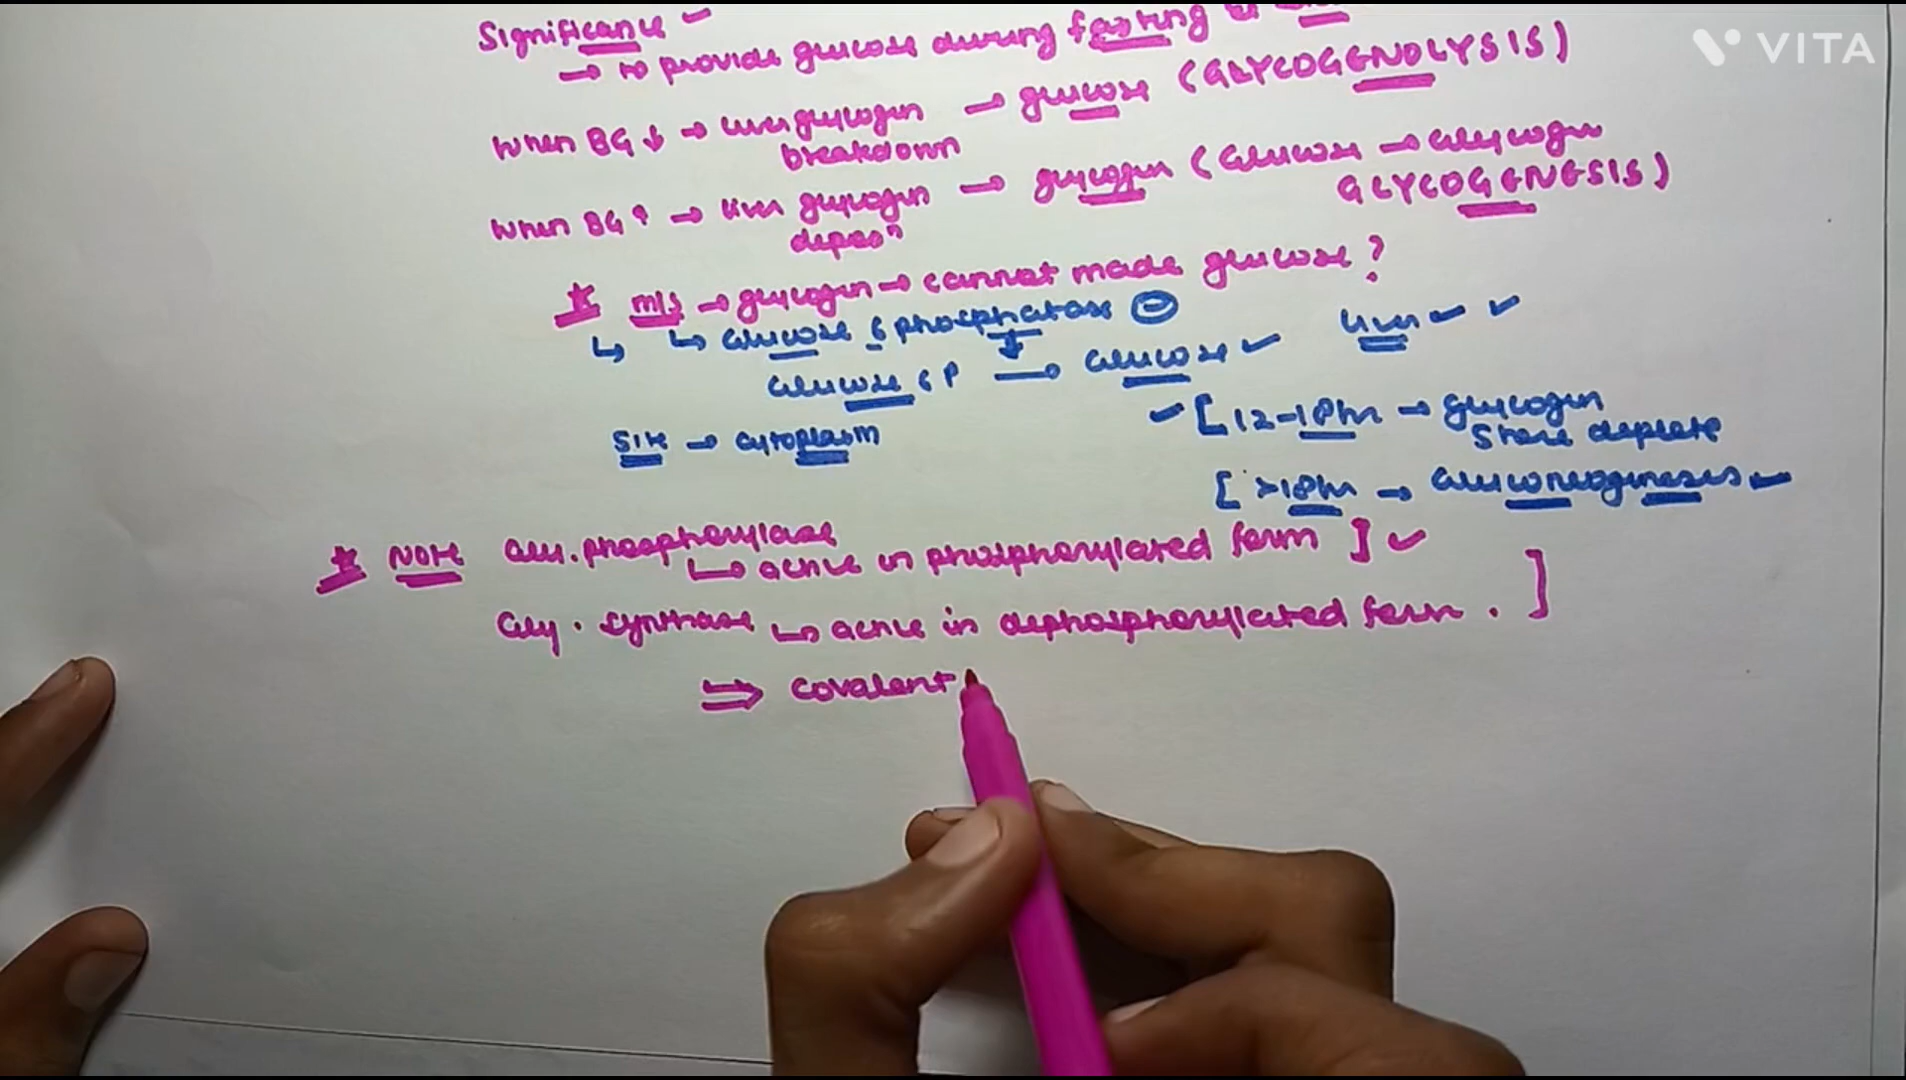 Significance
VITA
→ to provide glucose during fasting
When BG ↓ → liver glycogen breakdown → glucose (GLYCOGENOLYSIS)
When BG ↑ → liver glycogen depos^n → glycogen (Glucose → Glycogen
GLYCOGENESIS)
m/s → glycogen → cannot made glucose?
↳ ↳ Glucose 6 phosphatase ⊖
Glucose 6P → Glucose ✓ liver ✓ ✓
Site → cytoplasm
✓ [12-18hr → glycogen
store deplete
[ >18hr → Gluconeogenesis ✓
* Note Gly. phosphorylase
↳ active in phosphorylated form ] ✓
Gly. synthase ↳ active in dephosphorylated form. ]
⇒ covalent